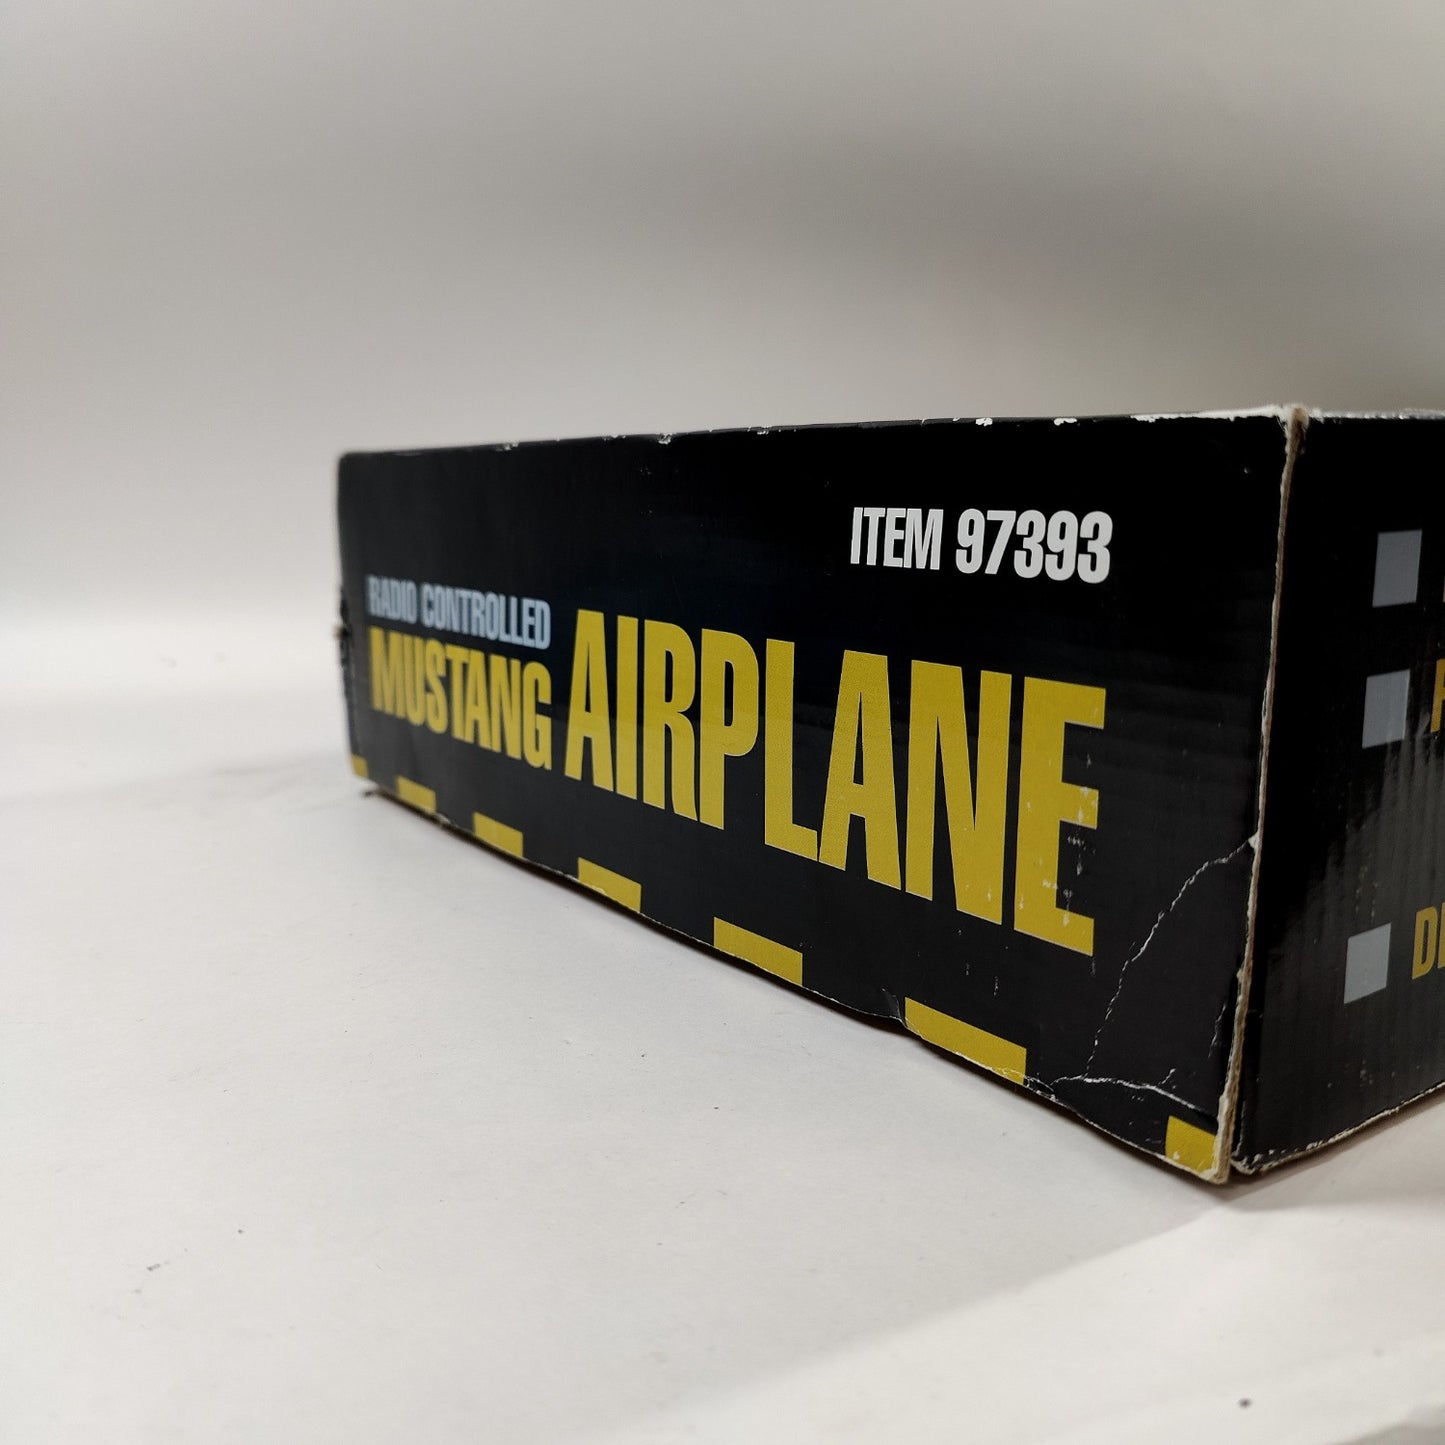 ITEM 97393
RADIO CONTROLLED
MUSTANG AIRPLANE